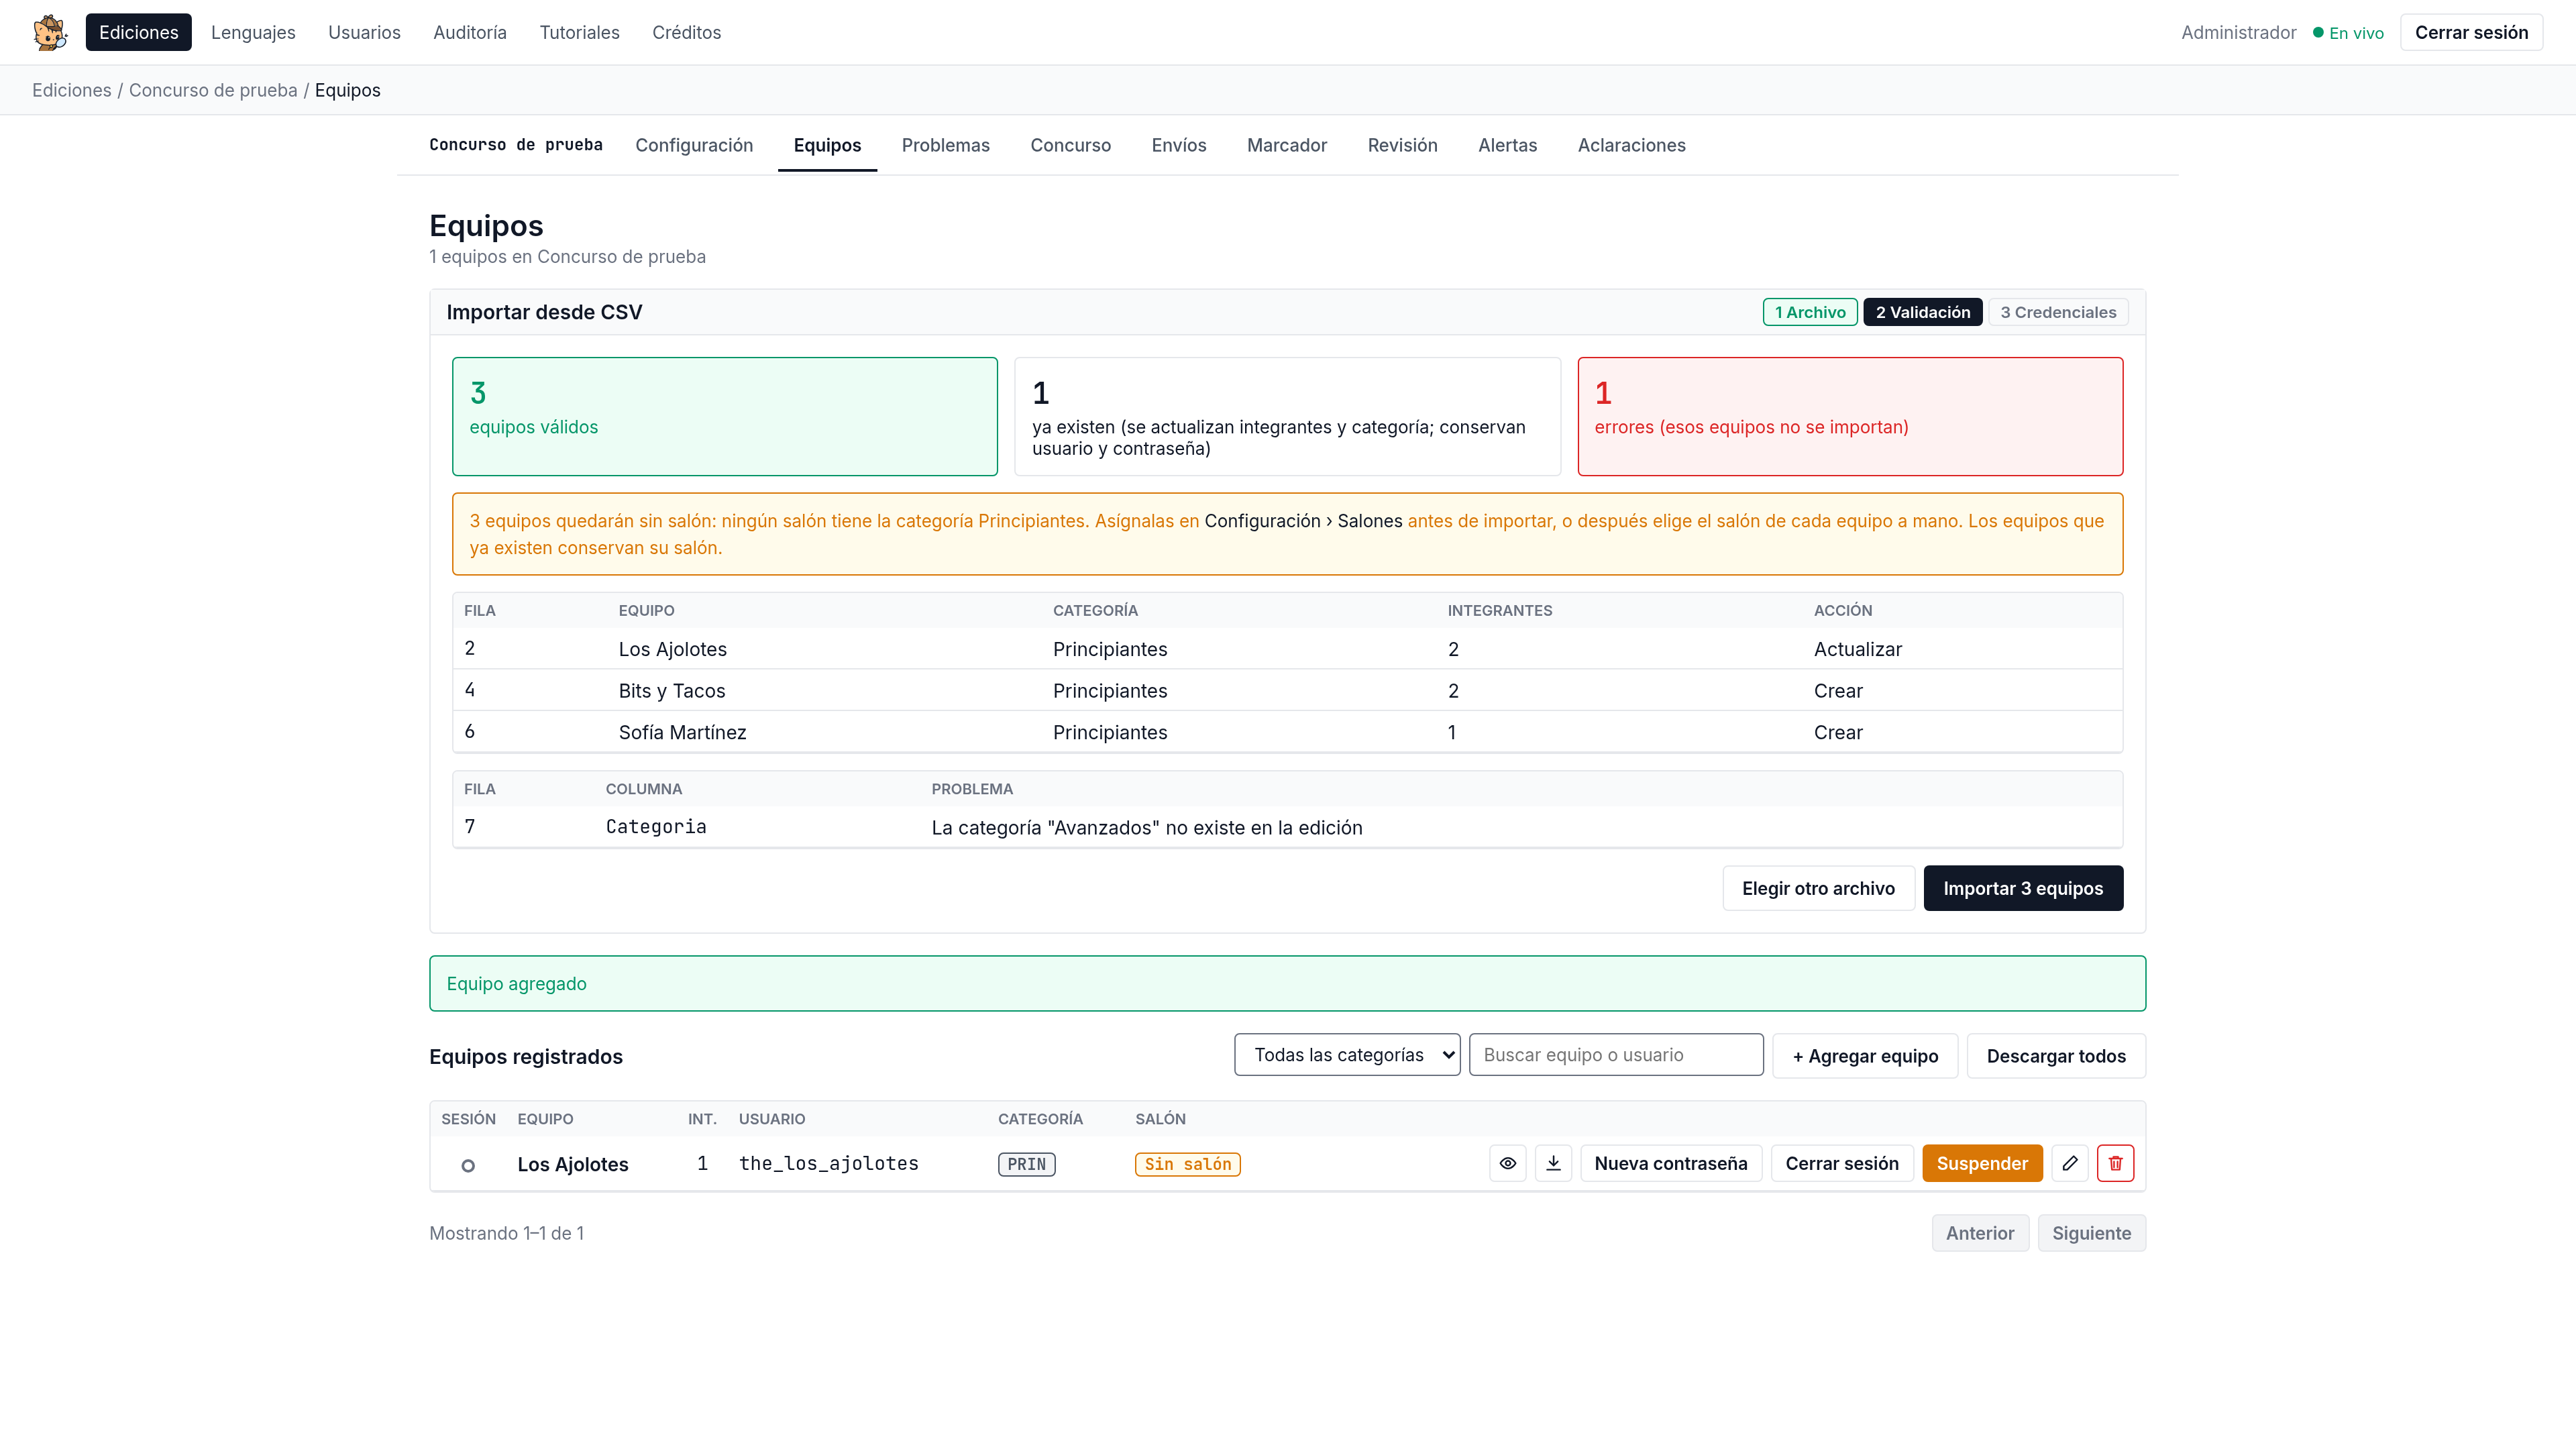 Ediciones Lenguajes Usuarios Auditoría Tutoriales Créditos Administrador En vivo Cerrar sesión
Ediciones / Concurso de prueba / Equipos
Concurso de prueba Configuración Equipos Problemas Concurso Envíos Marcador Revisión Alertas Aclaraciones
Equipos
1 equipos en Concurso de prueba
Importar desde CSV 1 Archivo 2 Validación 3 Credenciales
3
equipos válidos
1
ya existen (se actualizan integrantes y categoría; conservan
usuario y contraseña)
1
errores (esos equipos no se importan)
3 equipos quedarán sin salón: ningún salón tiene la categoría Principiantes. Asígnalas en Configuración › Salones antes de importar, o después elige el salón de cada equipo a mano. Los equipos que
ya existen conservan su salón.
FILA EQUIPO CATEGORÍA INTEGRANTES ACCIÓN
2 Los Ajolotes Principiantes 2 Actualizar
4 Bits y Tacos Principiantes 2 Crear
6 Sofía Martínez Principiantes 1 Crear
FILA COLUMNA PROBLEMA
7 Categoria La categoría "Avanzados" no existe en la edición
Elegir otro archivo Importar 3 equipos
Equipo agregado
Equipos registrados Todas las categorías Buscar equipo o usuario + Agregar equipo Descargar todos
SESIÓN EQUIPO INT. USUARIO CATEGORÍA SALÓN
Los Ajolotes 1 the_los_ajolotes PRIN Sin salón Nueva contraseña Cerrar sesión Suspender
Mostrando 1–1 de 1 Anterior Siguiente